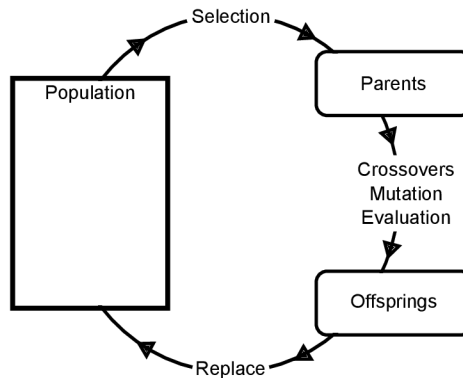 Selection
Population
Parents
Crossovers
Mutation
Evaluation
Offsprings
Replace